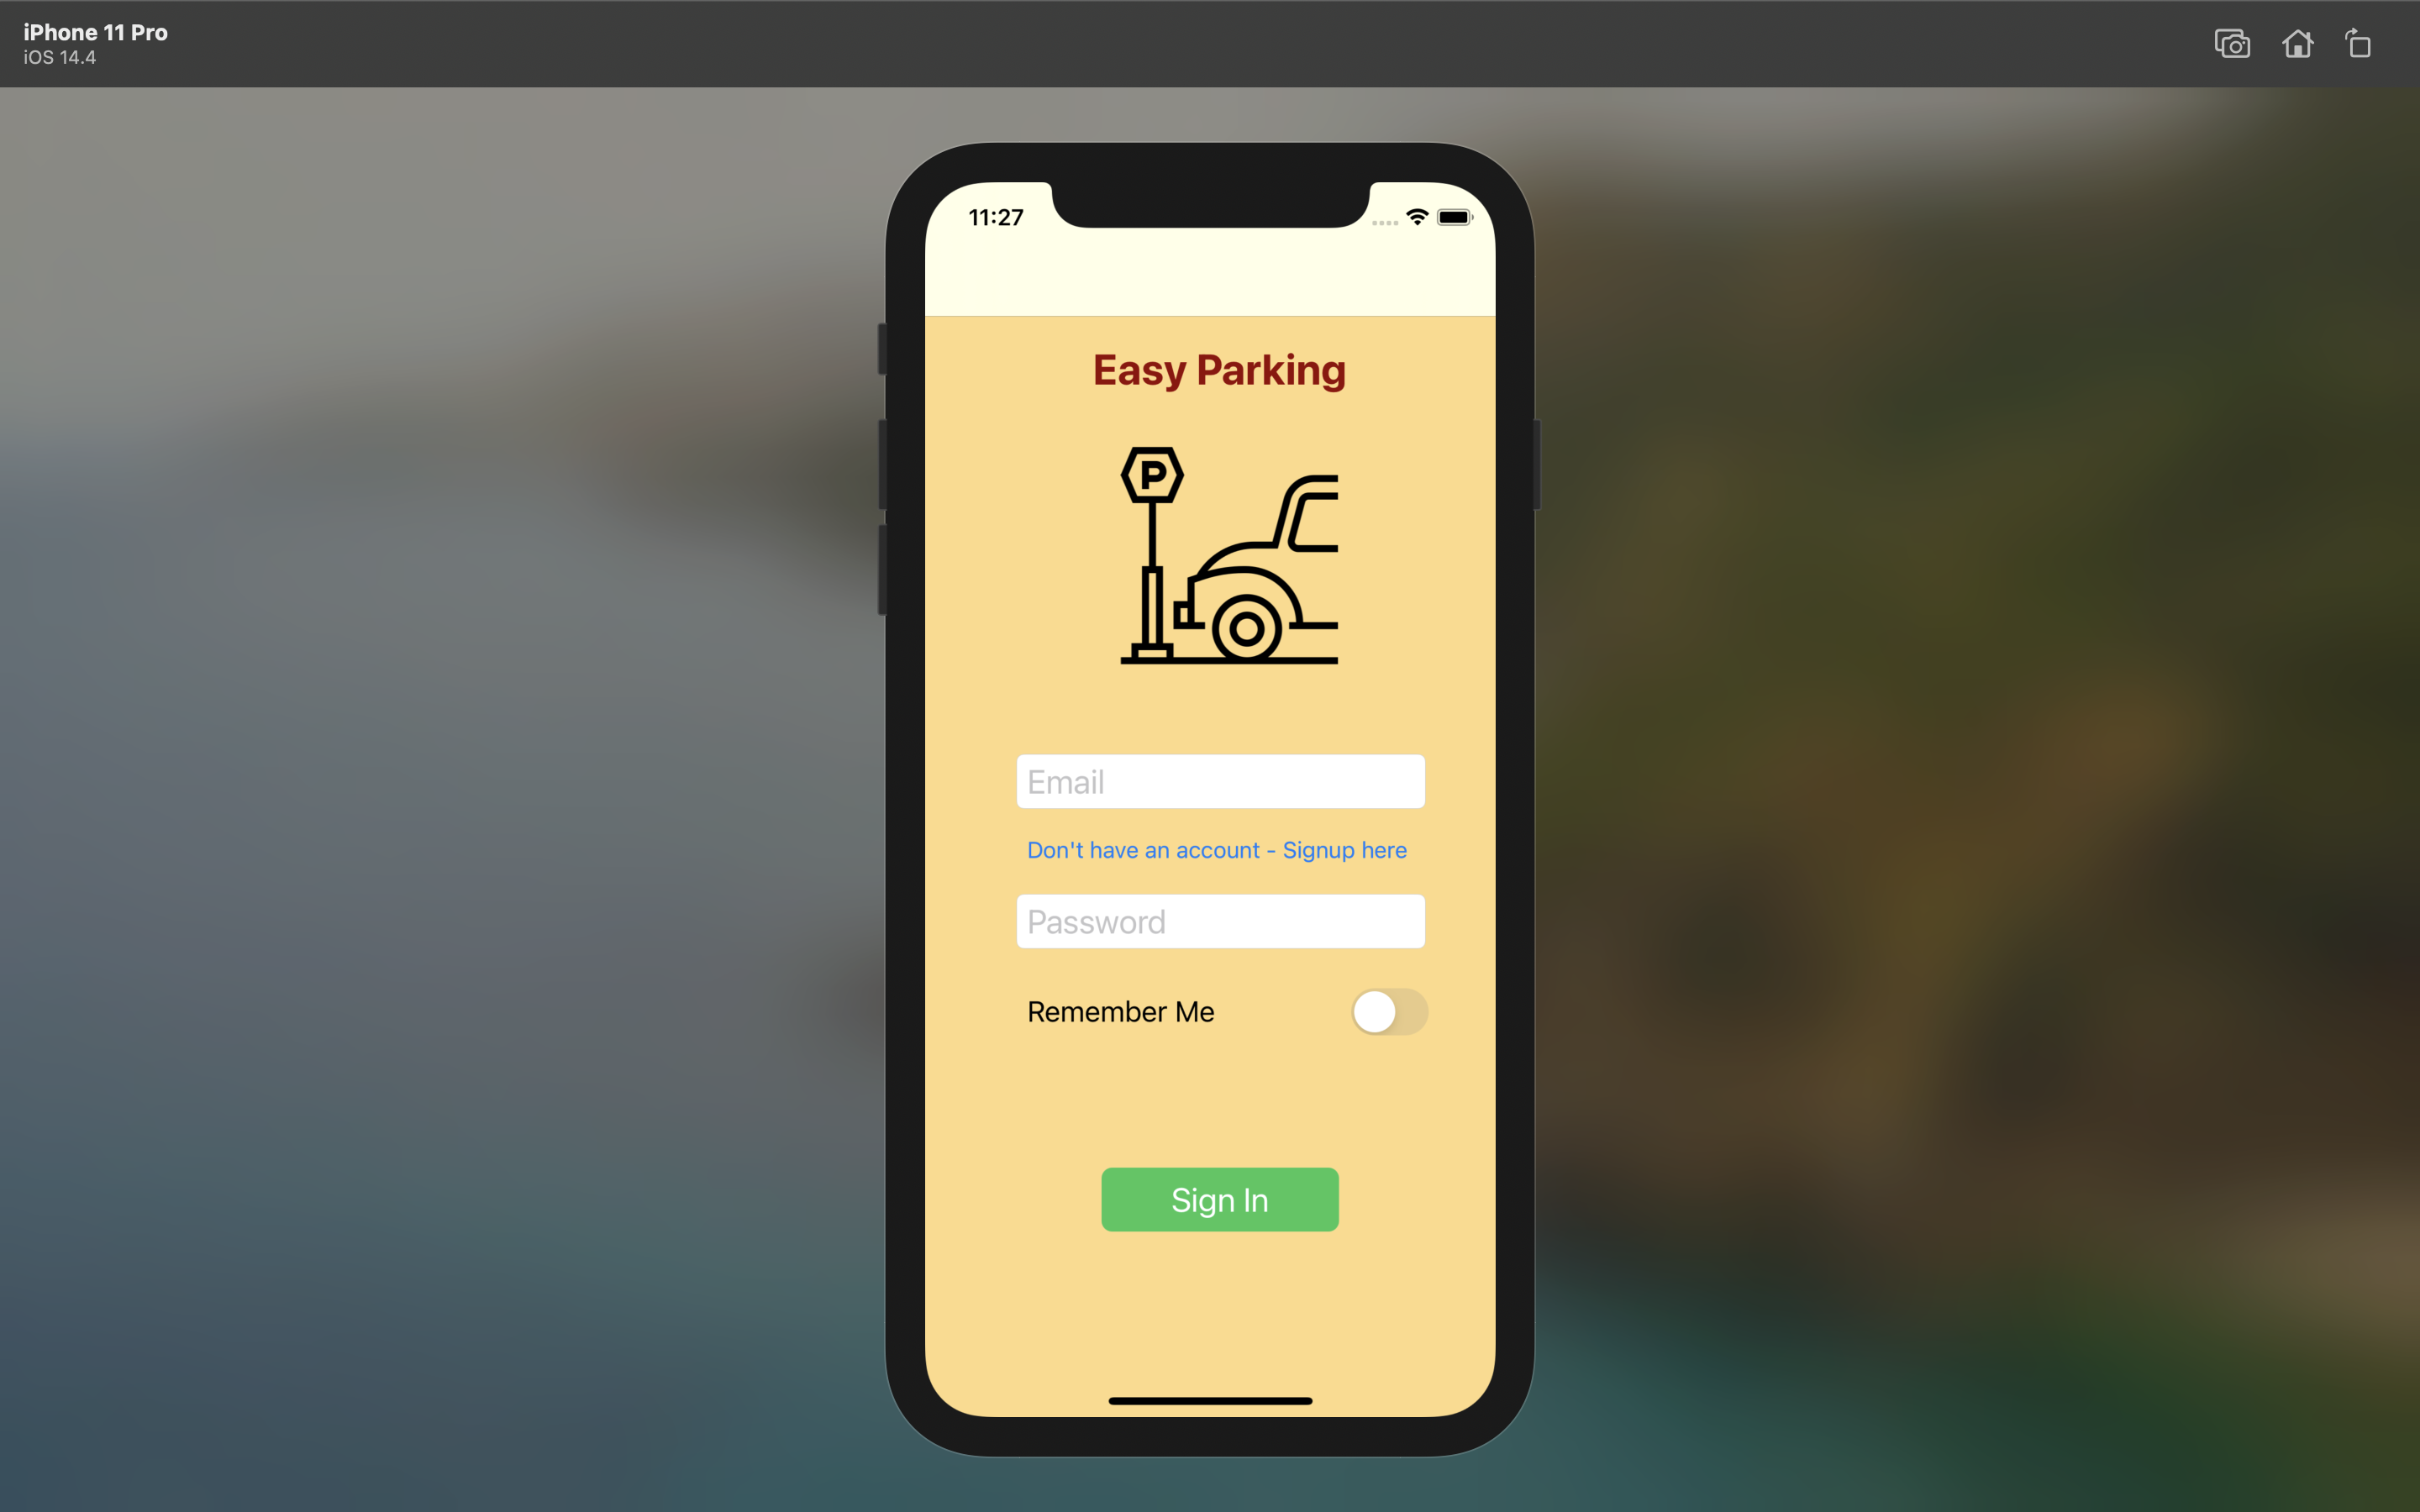 iPhone 11 Pro
iOS 14.4
11:27
Easy Parking
P
Email
Don't have an account - Signup here
Password
Remember Me
Sign In